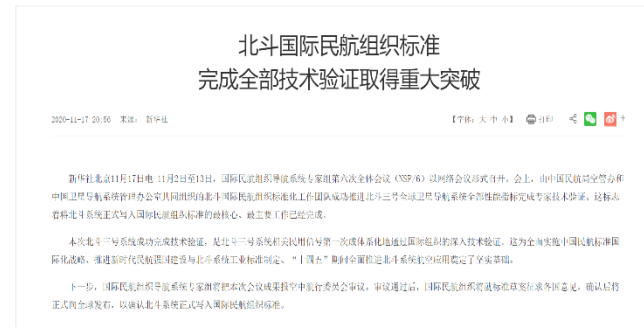 北斗国际民航组织标准
完成全部技术验证取得重大突破
2020-11-17 20:56 来源： 新华社 【字体：大 中 小】 打印
新华社北京11月17日电 11月2日至13日，国际民航组织导航系统专家组第六次全体会议（NSP/6）以网络会议形式召开。会上，由中国民航局空管办和
中国卫星导航系统管理办公室共同组织的北斗国际民航组织标准化工作团队成功推进北斗三号全球卫星导航系统全部性能指标完成专家技术验证。这标志
着将北斗系统正式写入国际民航组织标准的最核心、最主要工作已经完成。
本次北斗三号系统成功完成技术验证，是北斗三号系统相关民用信号第一次成体系化地通过国际组织的深入技术验证。这为全面实施中国民航标准国
际化战略、推进新时代民航强国建设与北斗系统工业标准制定、“十四五”期间全面推进北斗系统航空应用奠定了坚实基础。
下一步，国际民航组织导航系统专家组将把本次会议成果报空中航行委员会审议。审议通过后，国际民航组织将就标准草案征求各国意见，确认后将
正式向全球发布，以确认北斗系统正式写入国际民航组织标准。